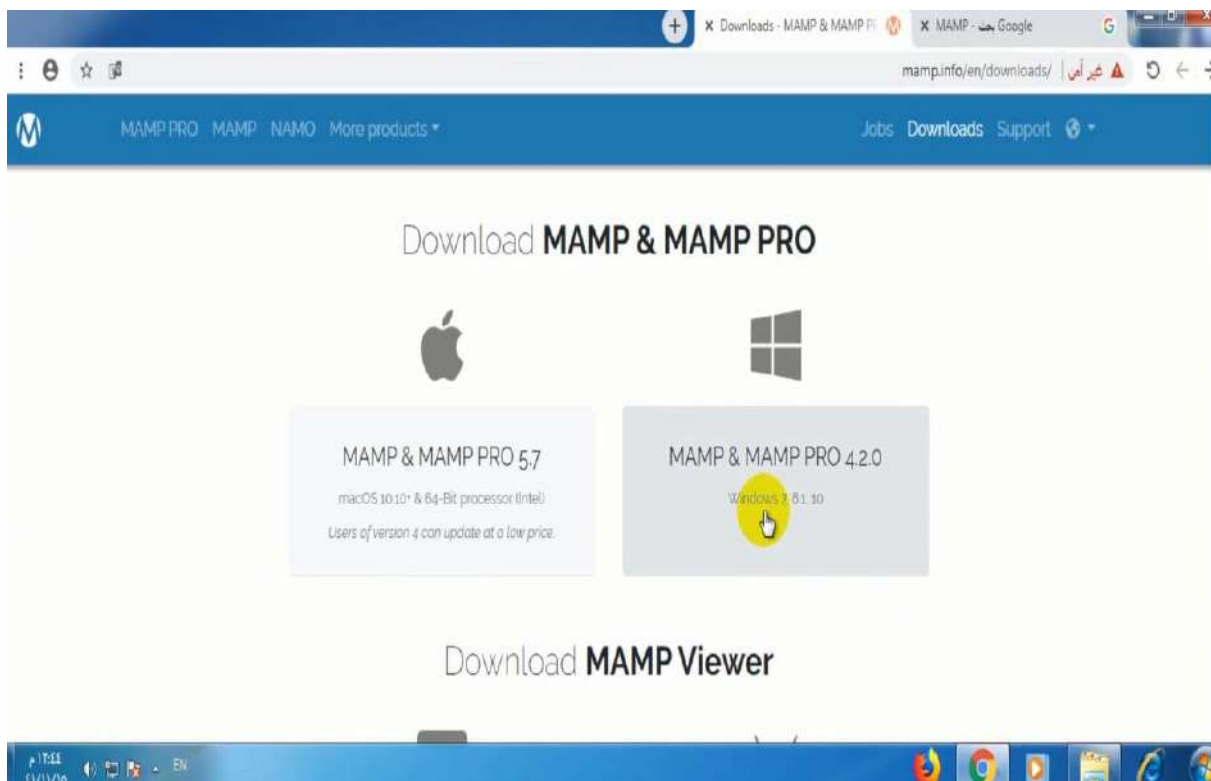 Downloads - MAMP & MAMP P
MAMP - بحث Google
mamp.info/en/downloads/ | غير آمن
MAMP PRO MAMP NAMO More products Jobs Downloads Support
Download MAMP & MAMP PRO
MAMP & MAMP PRO 5.7
macOS 10.10+ & 64-Bit processor (Intel)
Users of version 4 can update at a low price.
MAMP & MAMP PRO 4.2.0
Windows 7, 8.1, 10
Download MAMP Viewer
EN